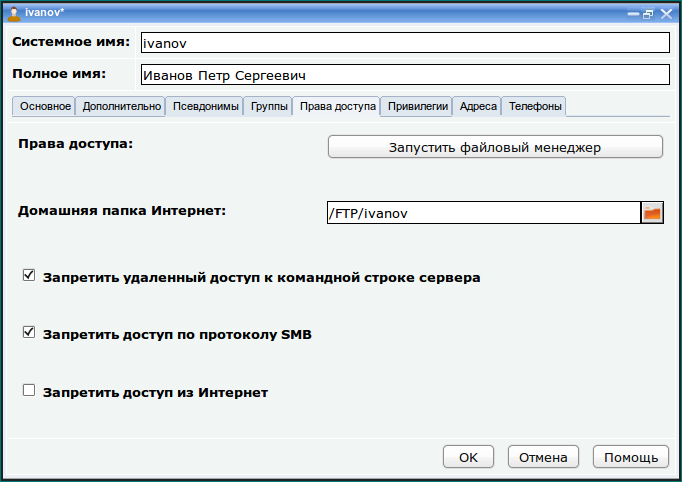 ivanov*
Системное имя: ivanov
Полное имя: Иванов Петр Сергеевич
Основное Дополнительно Псевдонимы Группы Права доступа Привилегии Адреса Телефоны
Права доступа: Запустить файловый менеджер
Домашняя папка Интернет: /FTP/ivanov
Запретить удаленный доступ к командной строке сервера
Запретить доступ по протоколу SMB
Запретить доступ из Интернет
OK Отмена Помощь